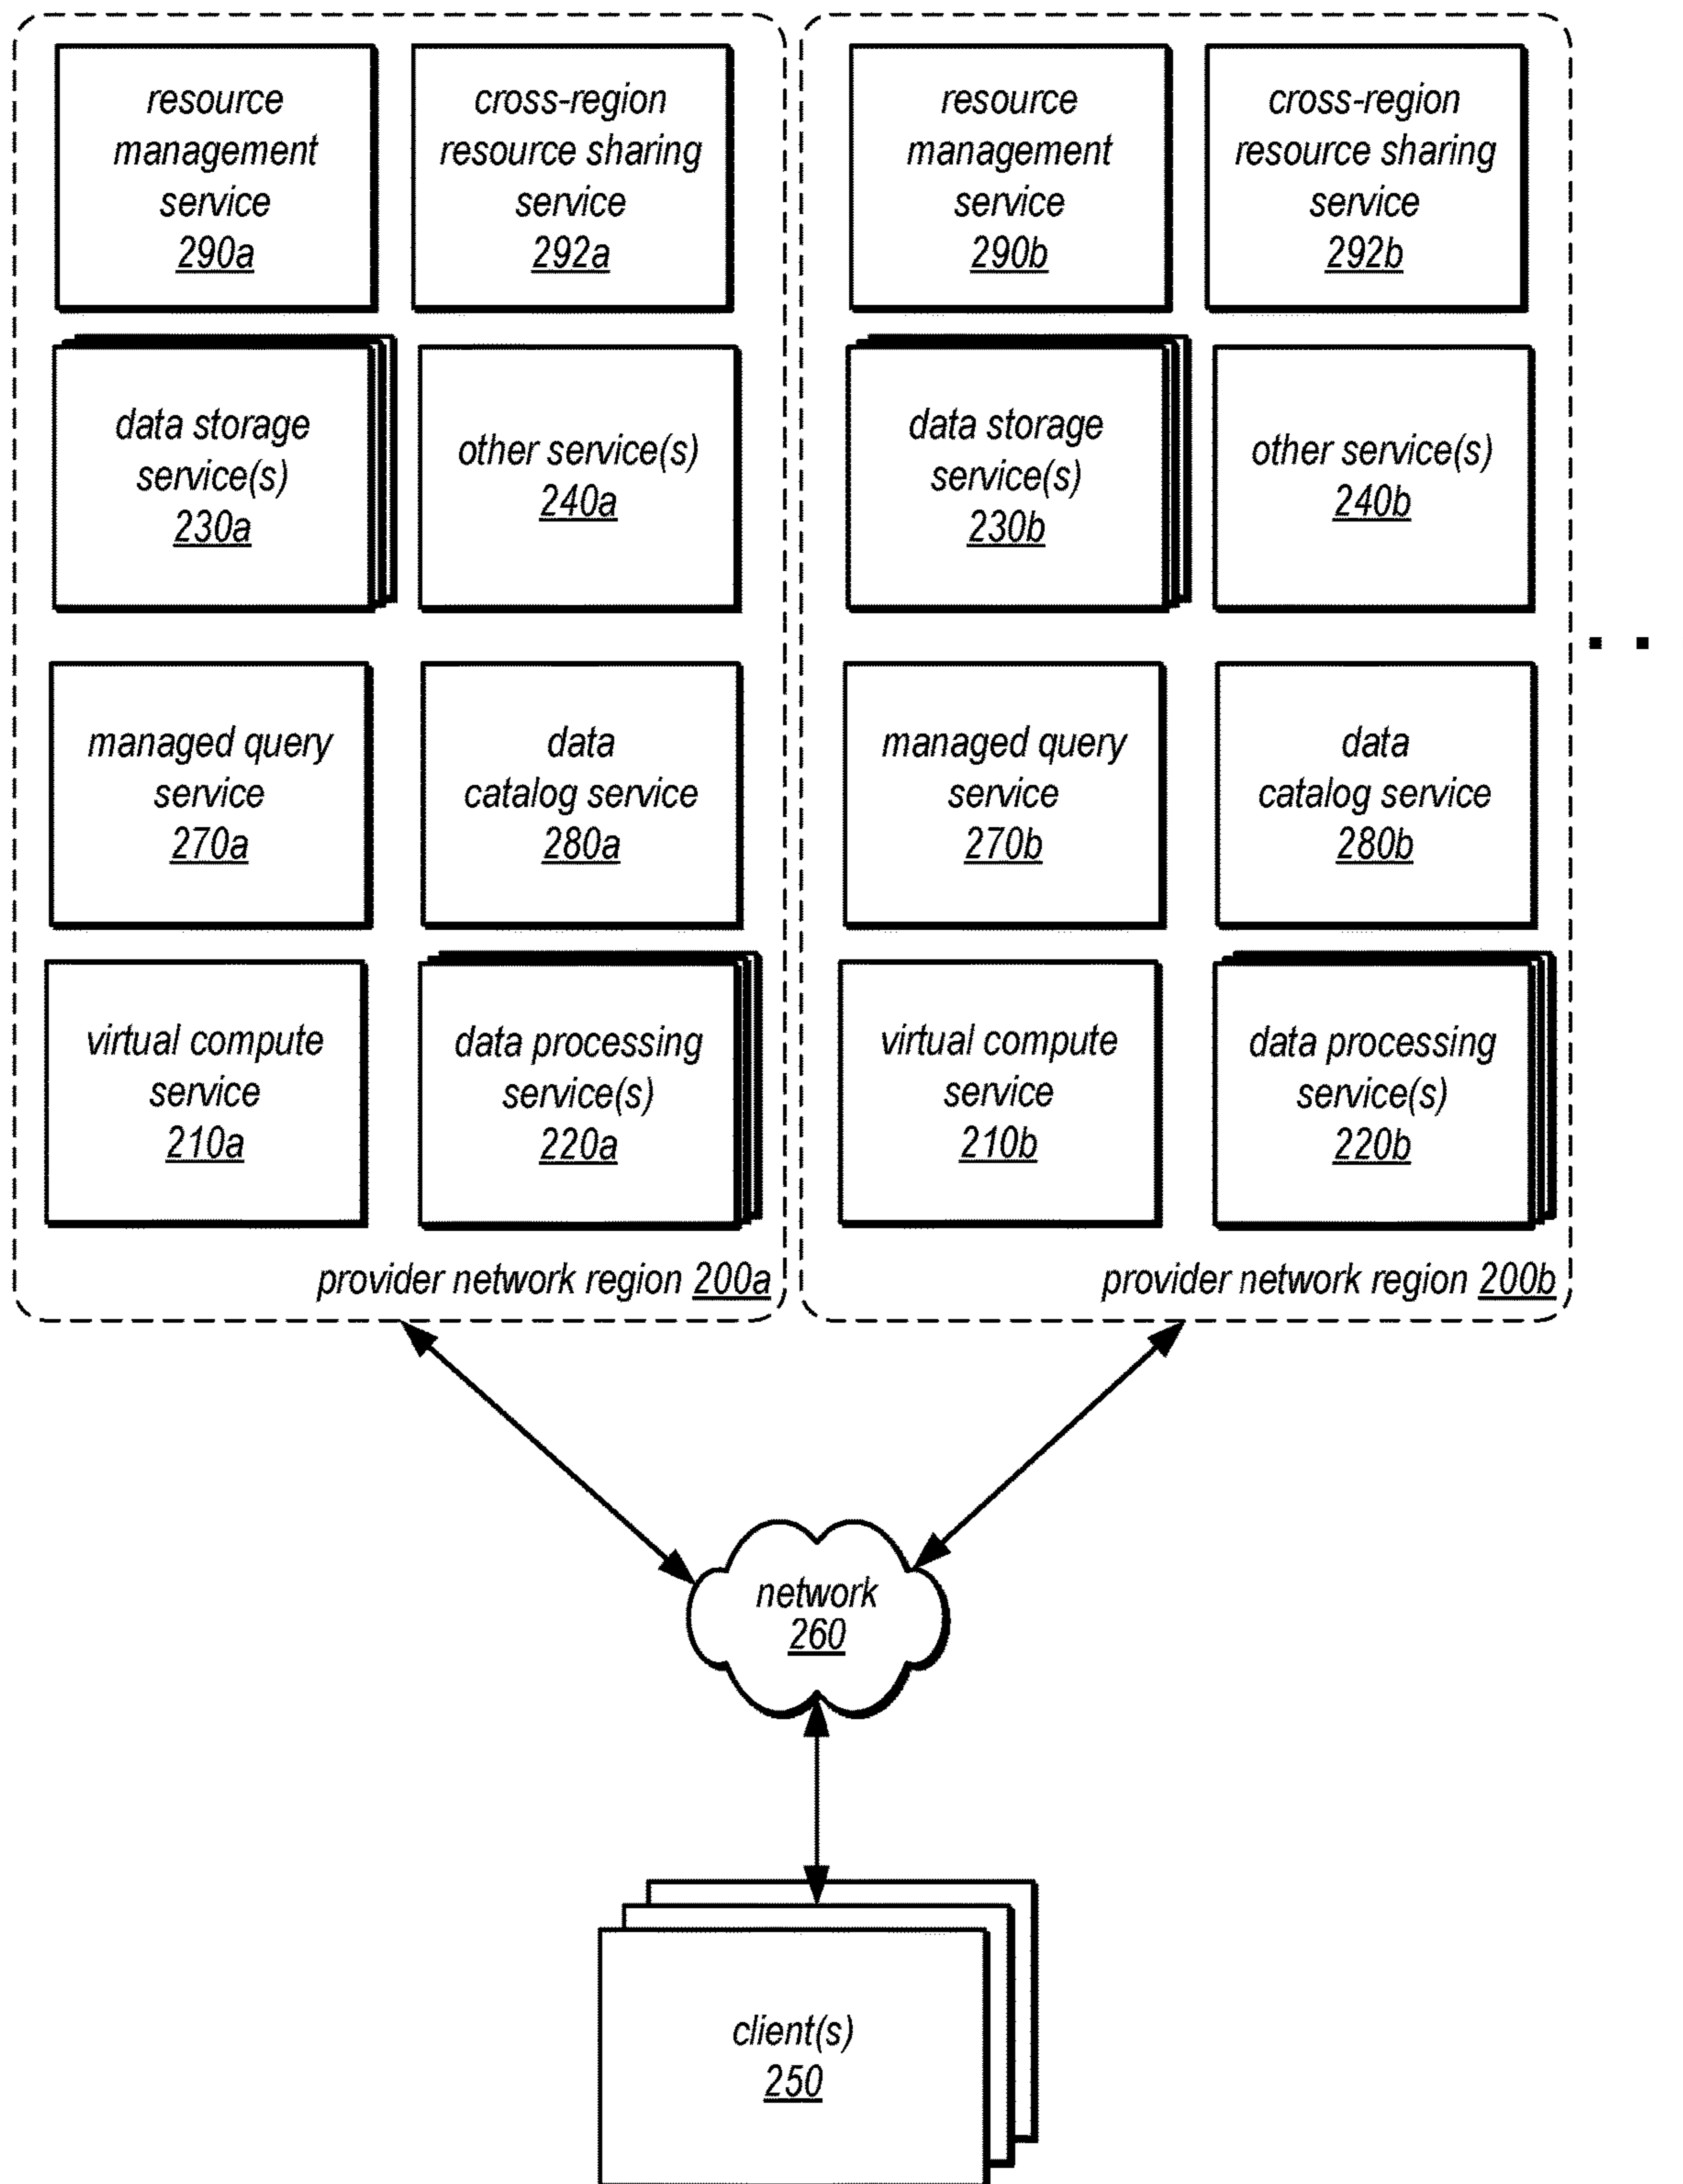 resource
management
service
290a
cross-region
resource sharing
service
292a
data storage
service(s)
230a
other service(s)
240a
managed query
service
270a
data
catalog service
280a
virtual compute
service
210a
data processing
service(s)
220a
provider network region 200a
resource
management
service
290b
cross-region
resource sharing
service
292b
data storage
service(s)
230b
other service(s)
240b
managed query
service
270b
data
catalog service
280b
virtual compute
service
210b
data processing
service(s)
220b
provider network region 200b
. .
network
260
client(s)
250